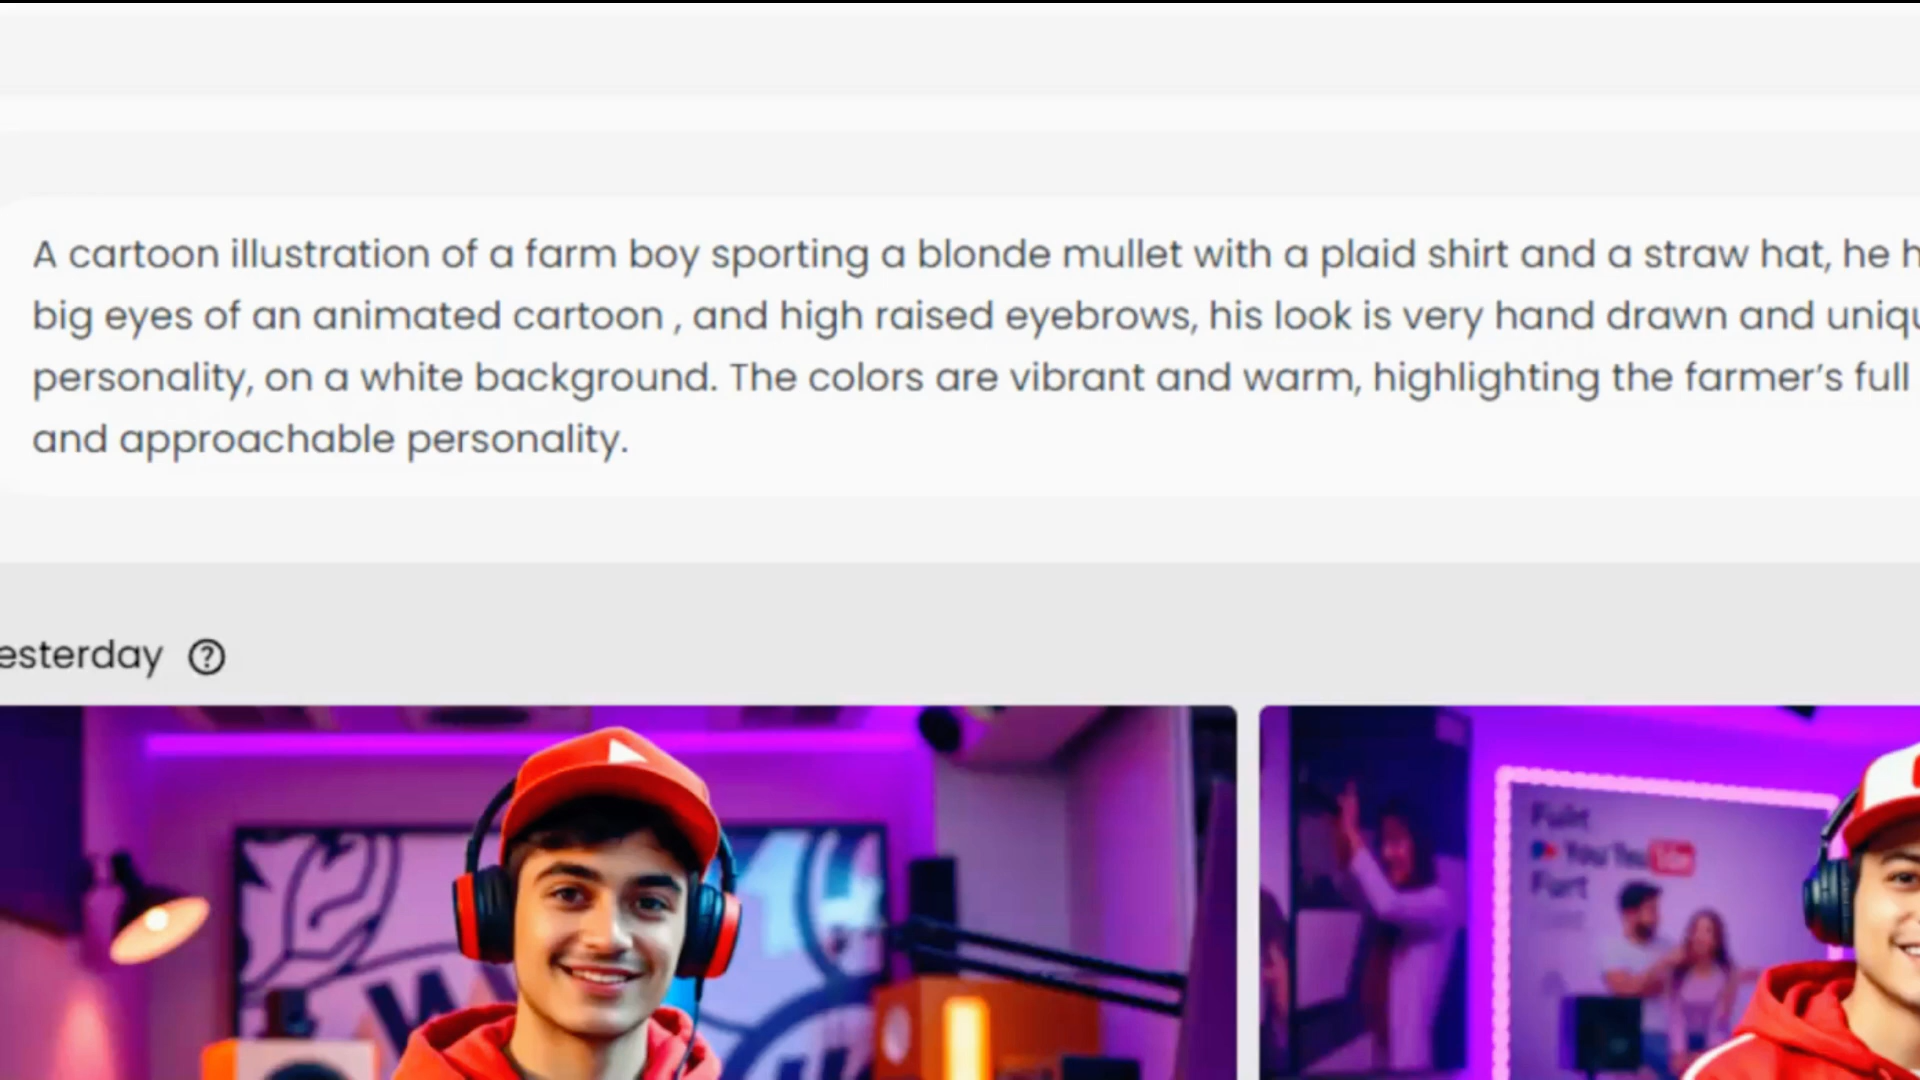 A cartoon illustration of a farm boy sporting a blonde mullet with a plaid shirt and a straw hat, he
big eyes of an animated cartoon , and high raised eyebrows, his look is very hand drawn and
personality, on a white background. The colors are vibrant and warm, highlighting the farmer’s full
and approachable personality.
esterday
YouTube